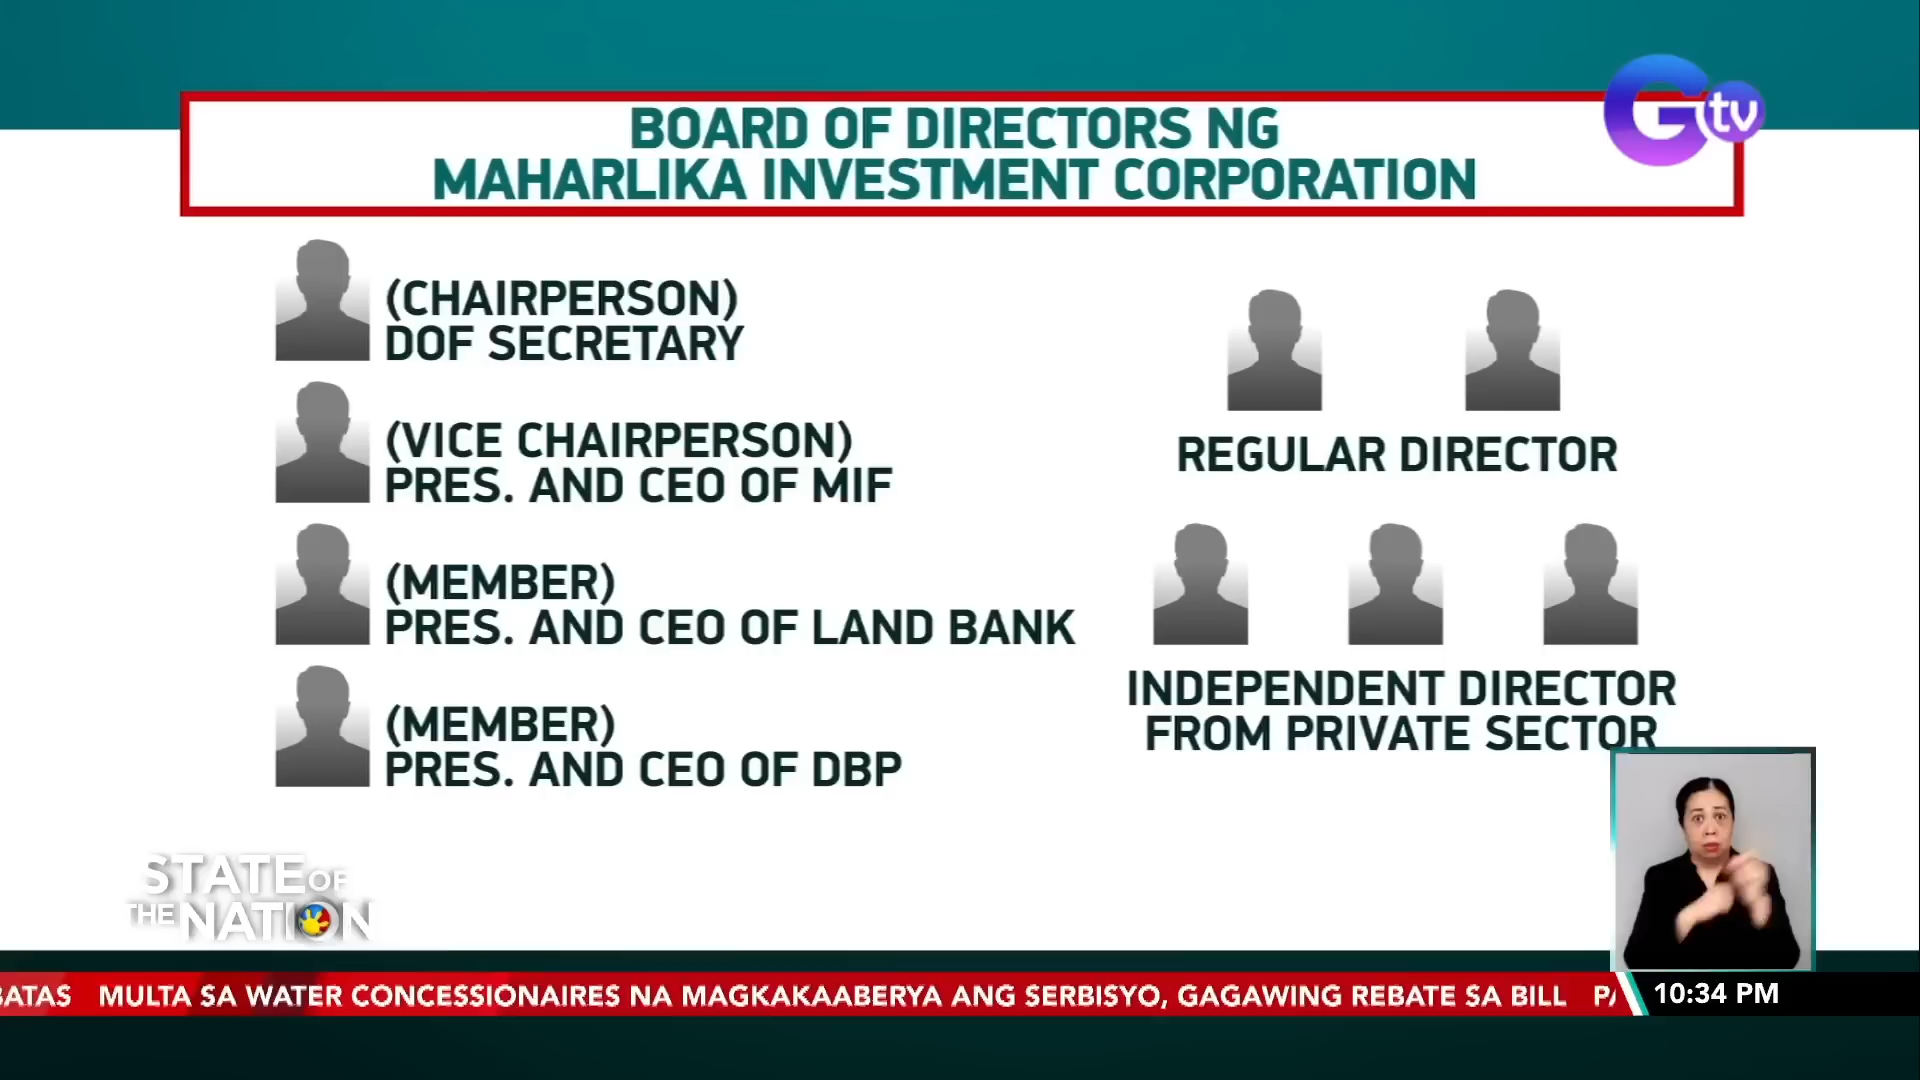 BOARD OF DIRECTORS NG
MAHARLIKA INVESTMENT CORPORATION
Gtv
(CHAIRPERSON)
DOF SECRETARY
(VICE CHAIRPERSON)
PRES. AND CEO OF MIF
(MEMBER)
PRES. AND CEO OF LAND BANK
(MEMBER)
PRES. AND CEO OF DBP
REGULAR DIRECTOR
INDEPENDENT DIRECTOR
FROM PRIVATE SECTOR
STATE OF
THE NATION
BATAS MULTA SA WATER CONCESSIONAIRES NA MAGKAKAABERYA ANG SERBISYO, GAGAWING REBATE SA BILL
10:34 PM